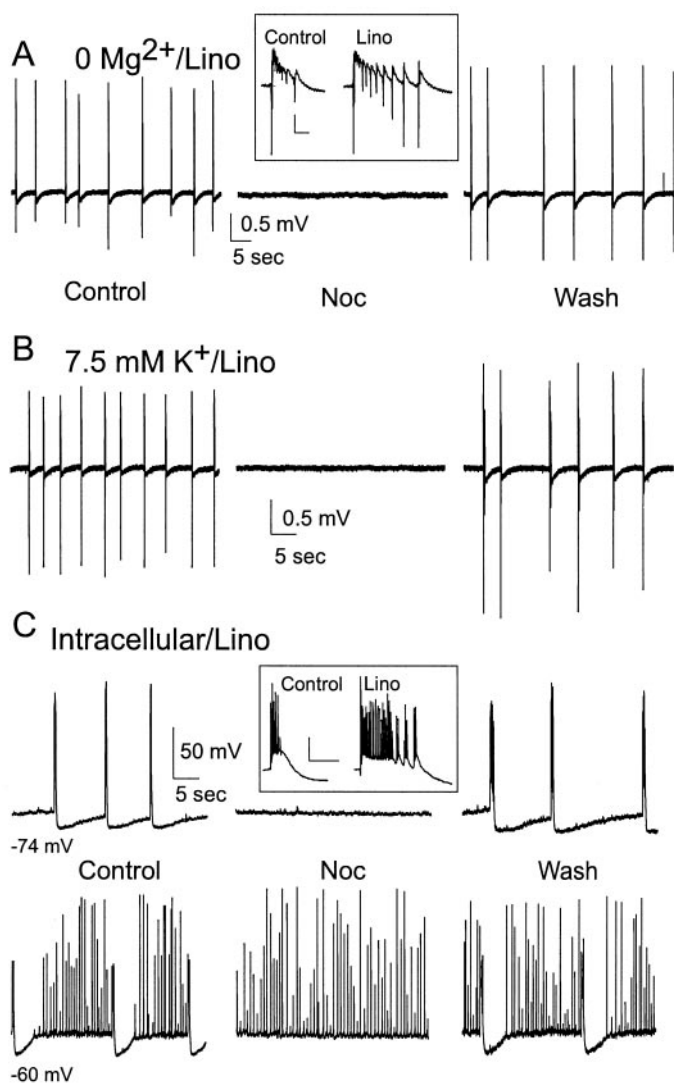 A
0 Mg2+/Lino
Control Lino
0.5 mV
5 sec
Control Noc Wash
B
7.5 mM K+/Lino
0.5 mV
5 sec
C
Intracellular/Lino
Control Lino
50 mV
5 sec
-74 mV
Control Noc Wash
-60 mV